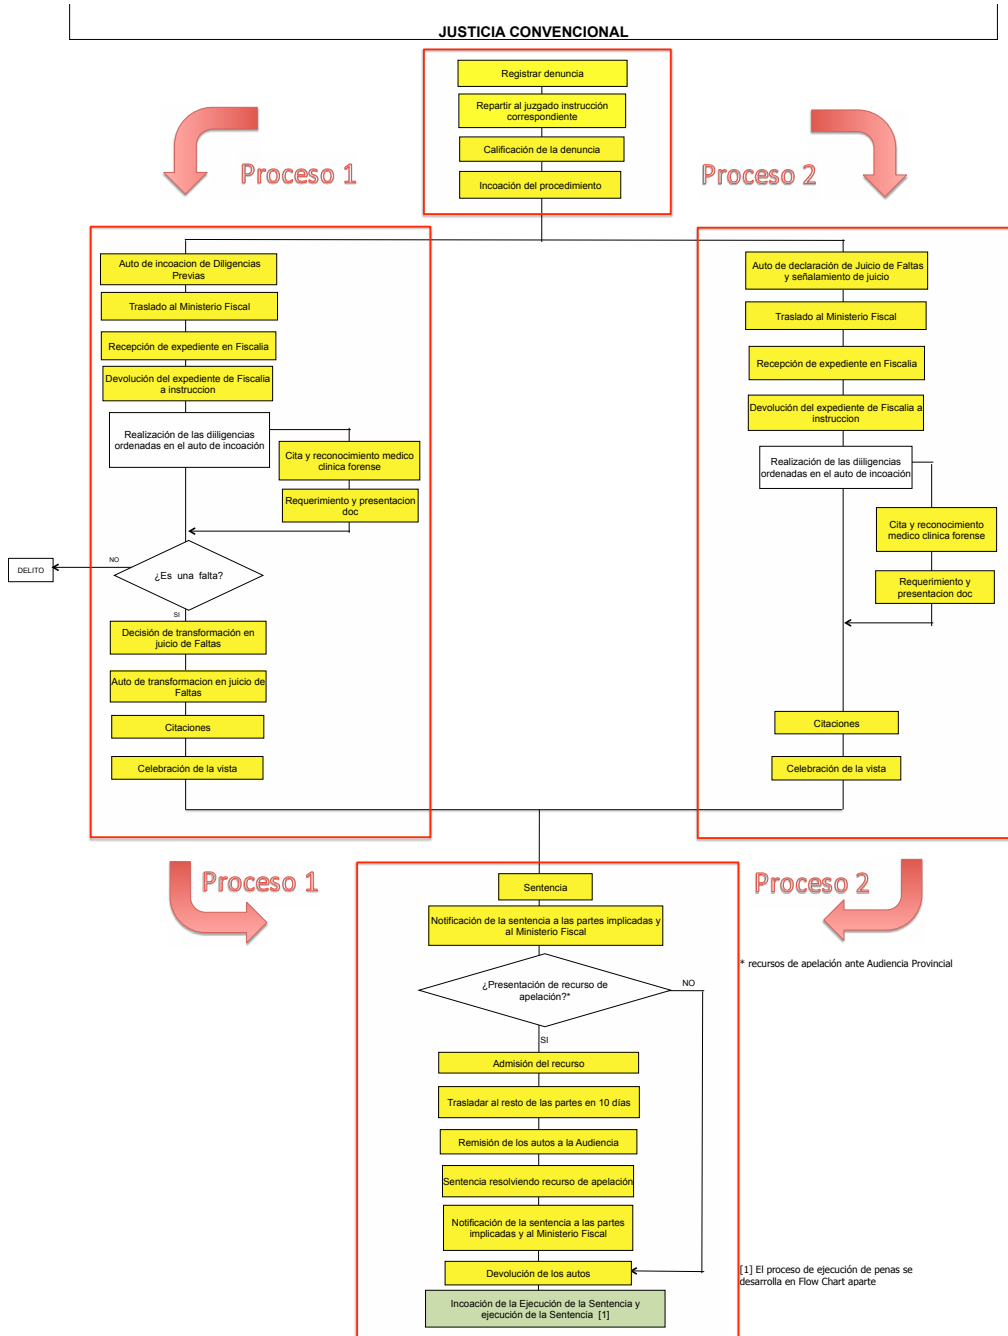 JUSTICIA CONVENCIONAL
Registrar denuncia
Repartir al juzgado instrucción
correspondiente
Calificación de la denuncia
Incoación del procedimiento
Proceso 1
Proceso 2
Auto de incoacion de Diligencias
Previas
Traslado al Ministerio Fiscal
Recepción de expediente en Fiscalia
Devolución del expediente de Fiscalia
a instruccion
Realización de las diiligencias
ordenadas en el auto de incoación
Cita y reconocimiento medico
clinica forense
Requerimiento y presentacion
doc
¿Es una falta?
NO
DELITO
SI
Decisión de transformación en
juicio de Faltas
Auto de transformacion en juicio de
Faltas
Citaciones
Celebración de la vista
Auto de declaración de Juicio de Faltas
y señalamiento de juicio
Traslado al Ministerio Fiscal
Recepción de expediente en Fiscalia
Devolución del expediente de Fiscalia a
instruccion
Realización de las diiligencias
ordenadas en el auto de incoación
Cita y reconocimiento
medico clinica forense
Requerimiento y
presentacion doc
Citaciones
Celebración de la vista
Proceso 1
Proceso 2
Sentencia
Notificación de la sentencia a las partes implicadas y
al Ministerio Fiscal
* recursos de apelación ante Audiencia Provincial
¿Presentación de recurso de
apelación?*
NO
SI
Admisión del recurso
Trasladar al resto de las partes en 10 días
Remisión de los autos a la Audiencia
Sentencia resolviendo recurso de apelación
Notificación de la sentencia a las partes
implicadas y al Ministerio Fiscal
Devolución de los autos
[1] El proceso de ejecución de penas se
desarrolla en Flow Chart aparte
Incoación de la Ejecución de la Sentencia y
ejecución de la Sentencia [1]